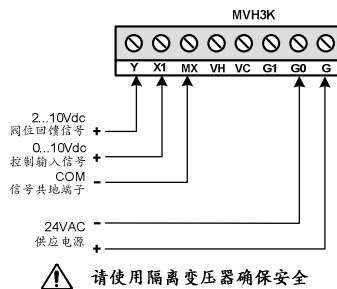 MVH3K
Y X1 MX VH VC G1 G0 G
2...10Vdc
阀位回馈信号 +
0...10Vdc
控制输入信号 +
COM
信号共地端子 -
24VAC -
供应电源 +
请使用隔离变压器确保安全